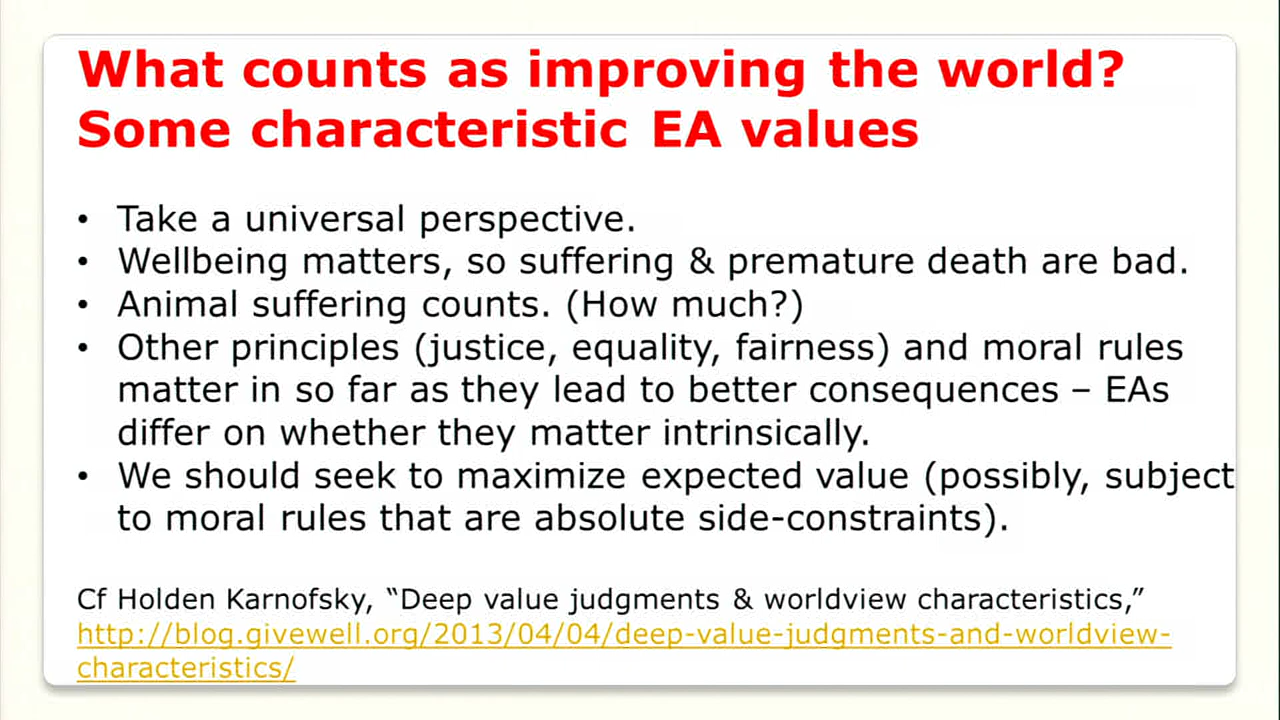 What counts as improving the world?
Some characteristic EA values
• Take a universal perspective.
• Wellbeing matters, so suffering & premature death are bad.
• Animal suffering counts. (How much?)
• Other principles (justice, equality, fairness) and moral rules
matter in so far as they lead to better consequences – EAs
differ on whether they matter intrinsically.
• We should seek to maximize expected value (possibly, subject
to moral rules that are absolute side-constraints).
Cf Holden Karnofsky, “Deep value judgments & worldview characteristics,”
http://blog.givewell.org/2013/04/04/deep-value-judgments-and-worldview-
characteristics/